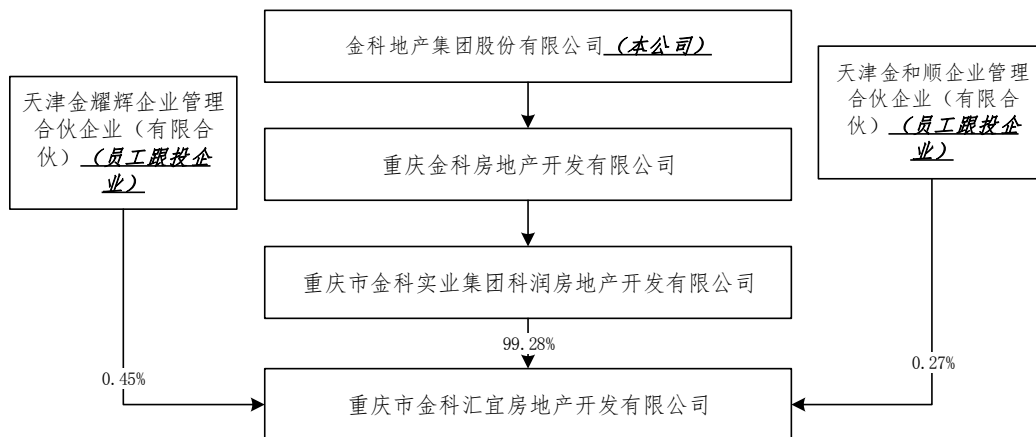 金科地产集团股份有限公司（本公司）
天津金耀辉企业管理
合伙企业（有限合
伙）（员工跟投企
业）
天津金和顺企业管理
合伙企业（有限合
伙）（员工跟投企
业）
重庆金科房地产开发有限公司
重庆市金科实业集团科润房地产开发有限公司
99.28%
0.45%
0.27%
重庆市金科汇宜房地产开发有限公司